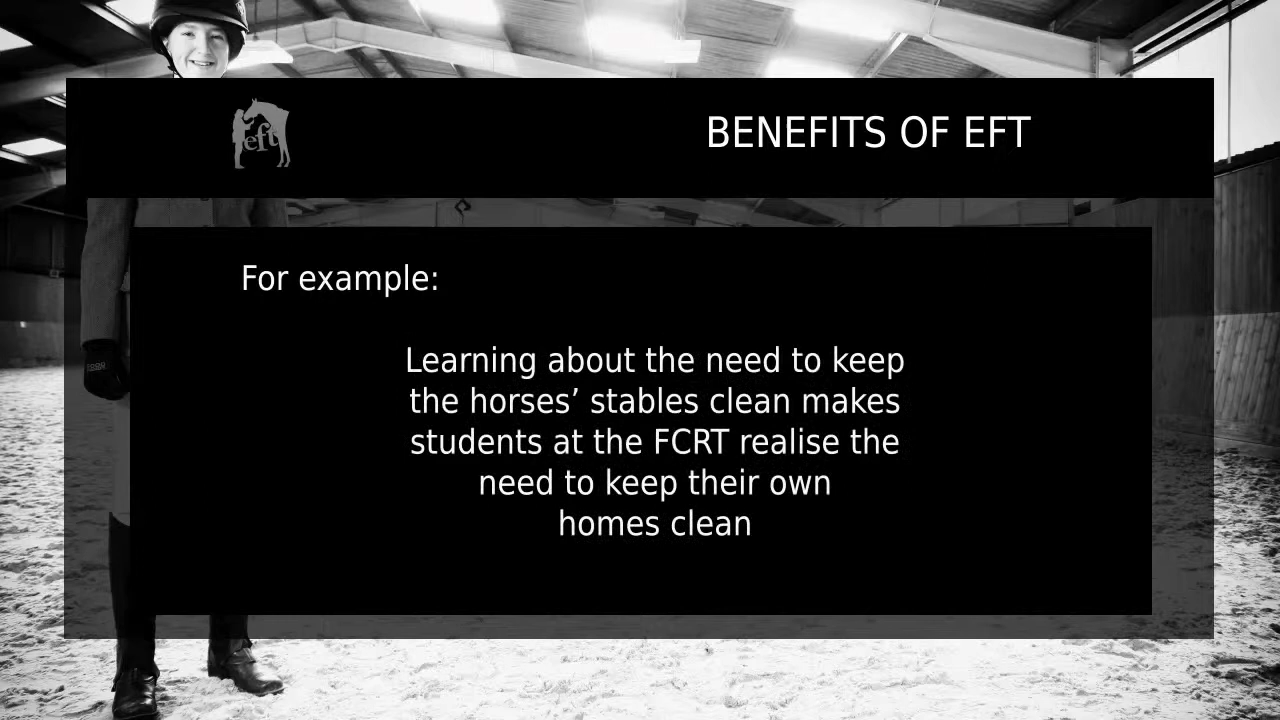 eft
BENEFITS OF EFT
For example:
Learning about the need to keep
the horses’ stables clean makes
students at the FCRT realise the
need to keep their own
homes clean